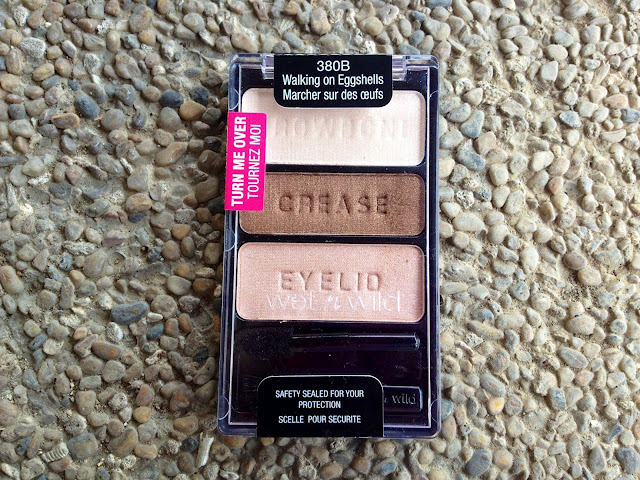 380B
Walking on Eggshells
Marcher sur des œufs
TURN ME OVER
TOURNEZ MOI
CREASE
EYELID
wet n wild
SAFETY SEALED FOR YOUR
PROTECTION
SCELLE POUR SECURITE
wild